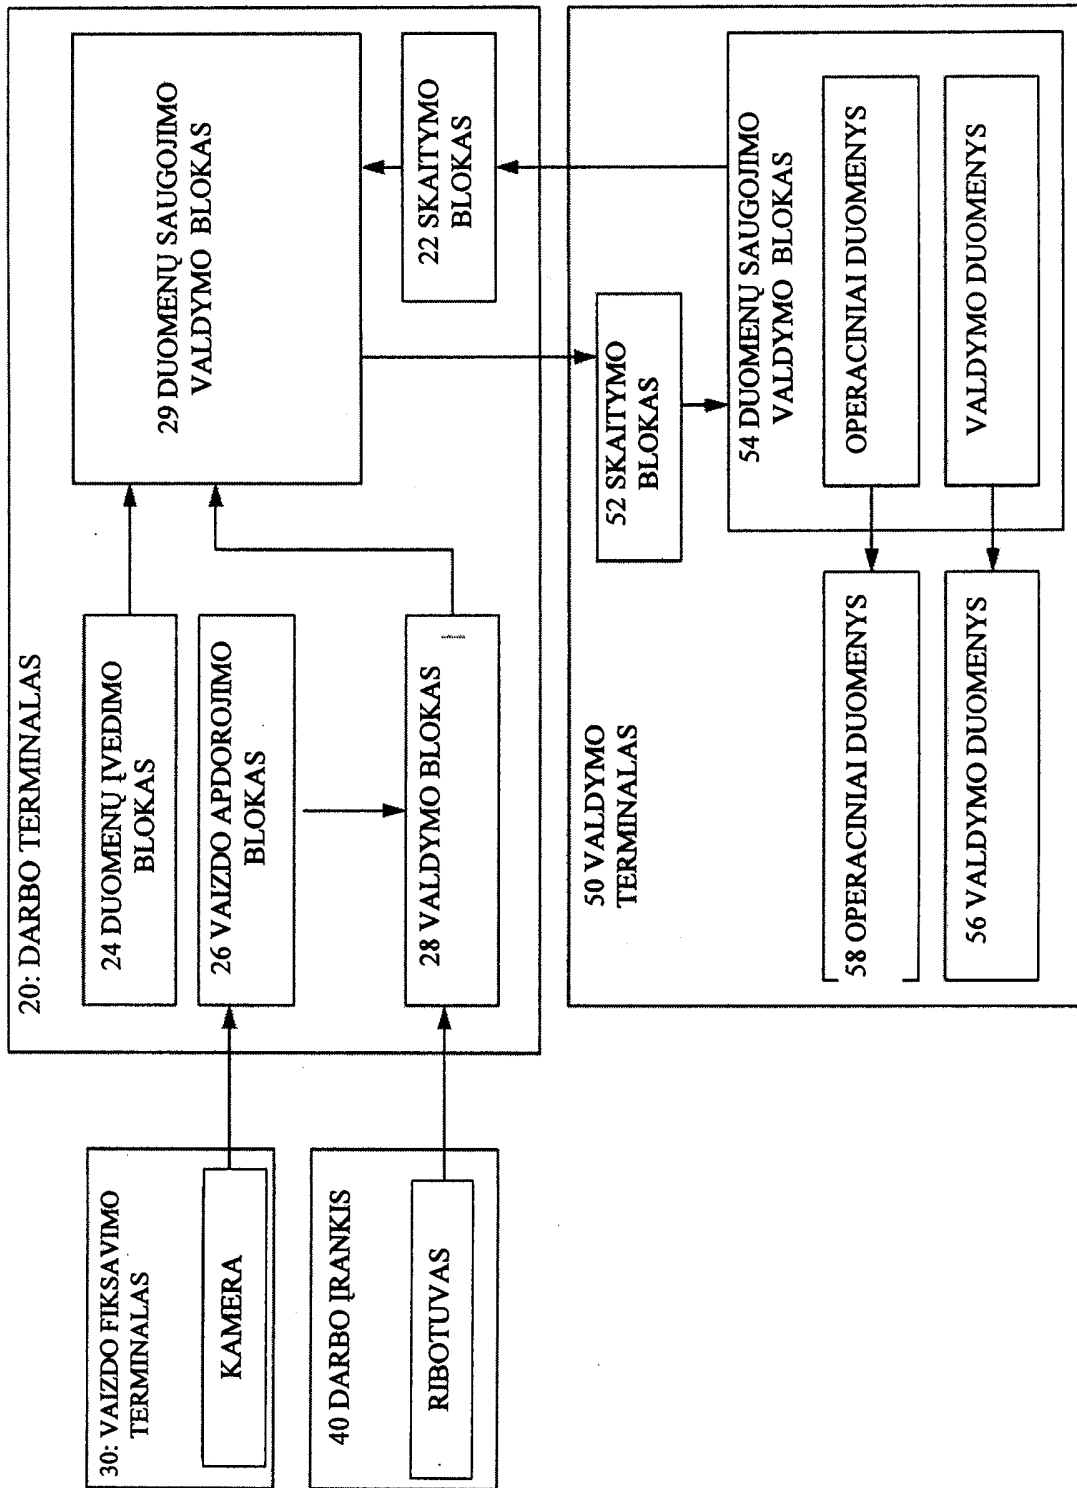 30: VAIZDO FIKSAVIMO
TERMINALAS
KAMERA
40 DARBO ĮRANKIS
RIBOTUVAS
20: DARBO TERMINALAS
24 DUOMENŲ ĮVEDIMO
BLOKAS
26 VAIZDO APDOROJIMO
BLOKAS
28 VALDYMO BLOKAS
29 DUOMENŲ SAUGOJIMO
VALDYMO BLOKAS
22 SKAITYMO
BLOKAS
50 VALDYMO
TERMINALAS
52 SKAITYMO
BLOKAS
54 DUOMENŲ SAUGOJIMO
VALDYMO BLOKAS
OPERACINIAI DUOMENYS
VALDYMO DUOMENYS
58 OPERACINIAI DUOMENYS
56 VALDYMO DUOMENYS